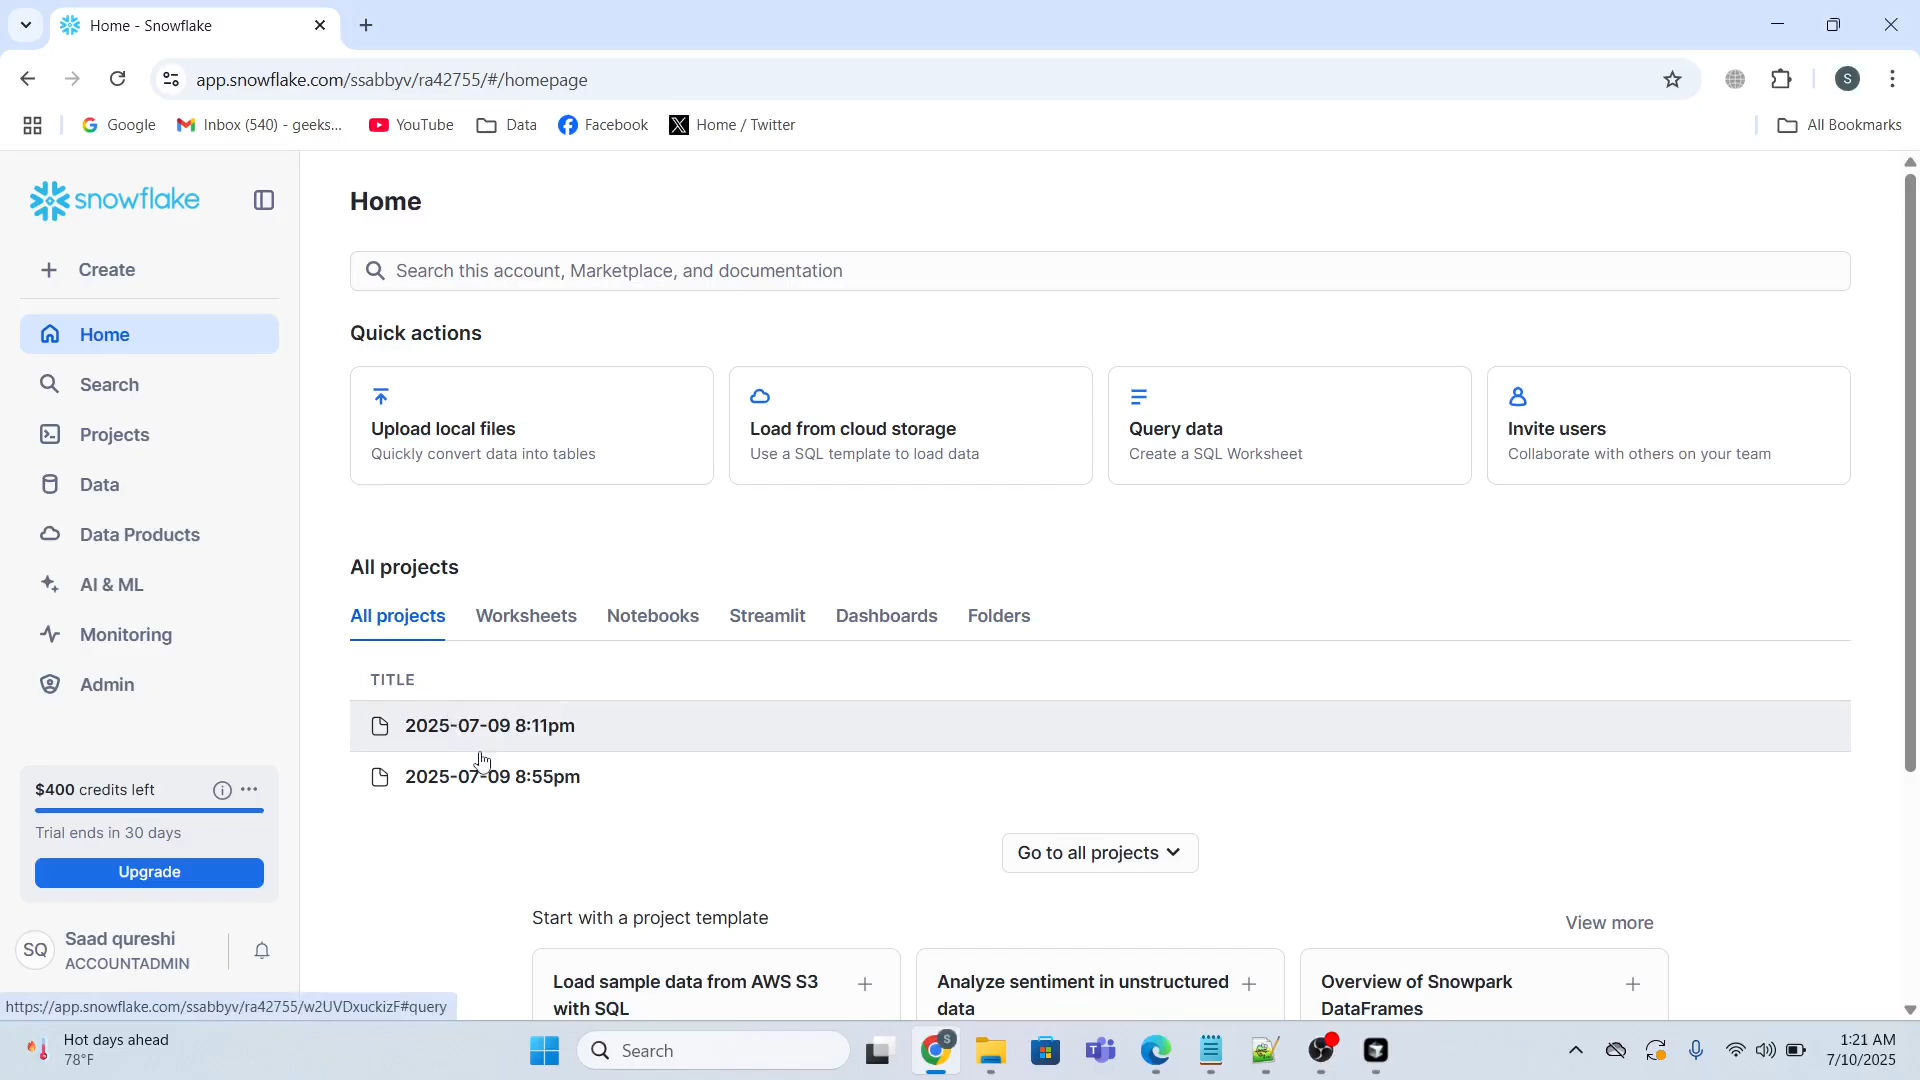 Home - Snowflake
app.snowflake.com/ssabbyv/ra42755/#/homepage
S
Google
Inbox (540) - geeks...
YouTube
Data
Facebook
Home / Twitter
All Bookmarks
snowflake
Create
Home
Search
Projects
Data
Data Products
AI & ML
Monitoring
Admin
$400 credits left
Trial ends in 30 days
Upgrade
SQ
Saad qureshi
ACCOUNTADMIN
Home
Search this account, Marketplace, and documentation
Quick actions
Upload local files
Quickly convert data into tables
Load from cloud storage
Use a SQL template to load data
Query data
Create a SQL Worksheet
Invite users
Collaborate with others on your team
All projects
All projects Worksheets Notebooks Streamlit Dashboards Folders
TITLE
2025-07-09 8:11pm
2025-07-09 8:55pm
Go to all projects
Start with a project template
View more
Load sample data from AWS S3
with SQL
Analyze sentiment in unstructured
data
Overview of Snowpark
DataFrames
https://app.snowflake.com/ssabbyv/ra42755/w2UVDxuckizF#query
Hot days ahead
78°F
Search
S
1:21 AM
7/10/2025